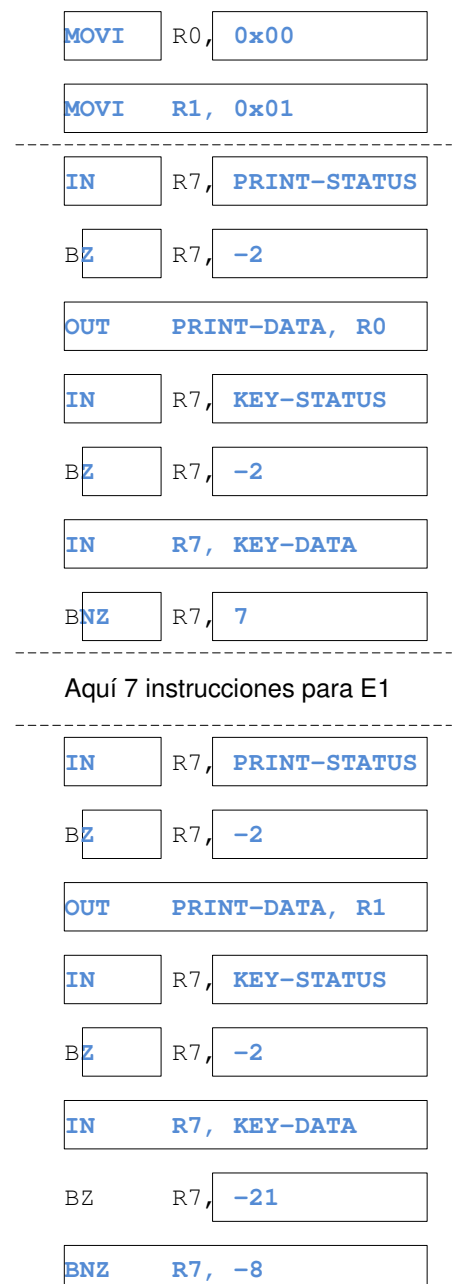 MOVI R0, 0x00
MOVI R1, 0x01
IN R7, PRINT-STATUS
BZ R7, -2
OUT PRINT-DATA, R0
IN R7, KEY-STATUS
BZ R7, -2
IN R7, KEY-DATA
BNZ R7, 7
Aquí 7 instrucciones para E1
IN R7, PRINT-STATUS
BZ R7, -2
OUT PRINT-DATA, R1
IN R7, KEY-STATUS
BZ R7, -2
IN R7, KEY-DATA
BZ R7, -21
BNZ R7, -8